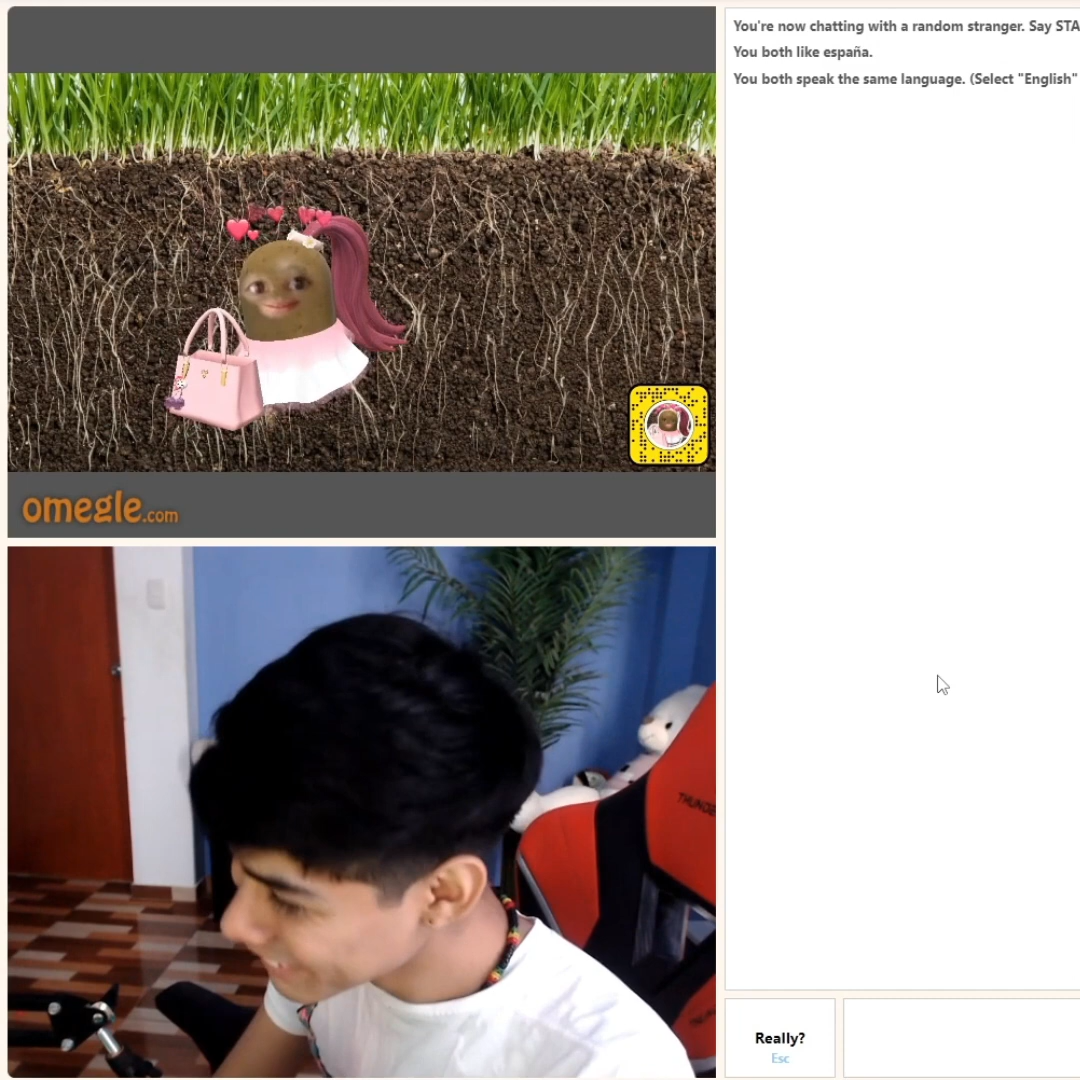 You're now chatting with a random stranger. Say STA
You both like españa.
You both speak the same language. (Select "English"
omegle.com
THUNDE
Really?
Esc